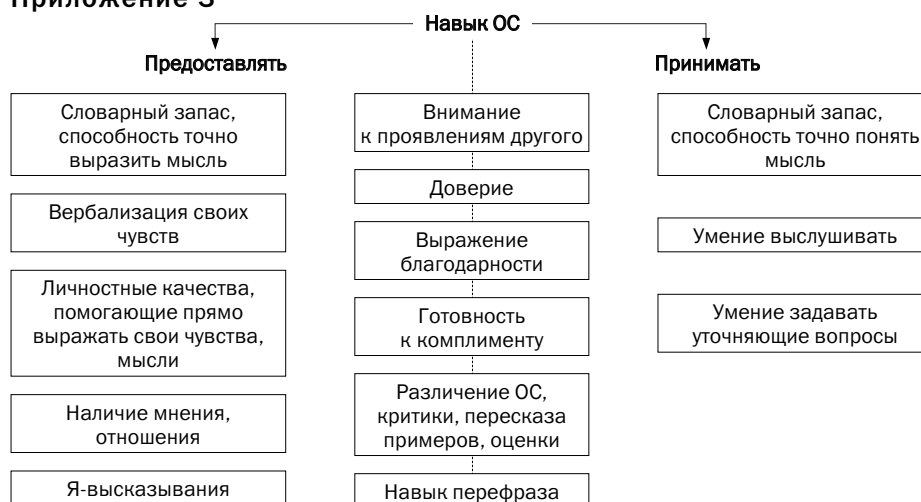 Приложение 3
Навык ОС
Предоставлять
Принимать
Словарный запас,
способность точно
выразить мысль
Вербализация своих
чувств
Личностные качества,
помогающие прямо
выражать свои чувства,
мысли
Наличие мнения,
отношения
Я-высказывания
Внимание
к проявлениям другого
Доверие
Выражение
благодарности
Готовность
к комплименту
Различение ОС,
критики, пересказа
примеров, оценки
Навык перефраза
Словарный запас,
способность точно понять
мысль
Умение выслушивать
Умение задавать
уточняющие вопросы